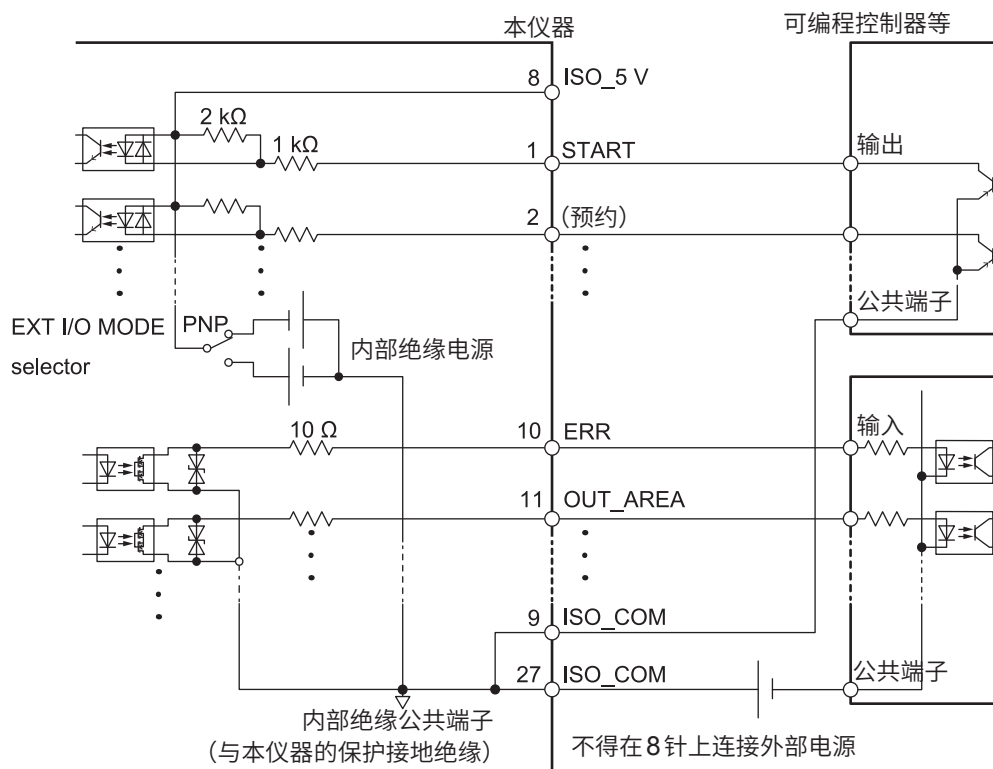 本仪器
可编程控制器等
8 ISO_5 V
2 kΩ
1 kΩ
1 START
输出
2 (预约)
公共端子
EXT I/O MODE
selector
PNP
内部绝缘电源
10 Ω
10 ERR
输入
11 OUT_AREA
9 ISO_COM
27 ISO_COM
公共端子
内部绝缘公共端子
(与本仪器的保护接地绝缘)
不得在8针上连接外部电源